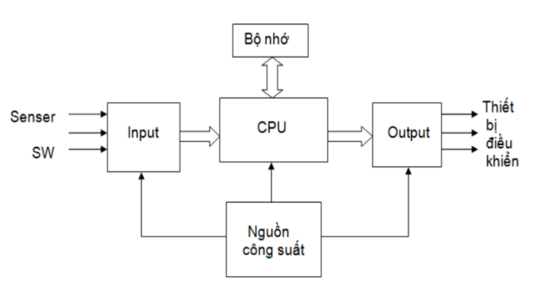 Bộ nhớ
Senser
SW
Input
CPU
Output
Thiết
bị
điều
khiển
Nguồn
công suất